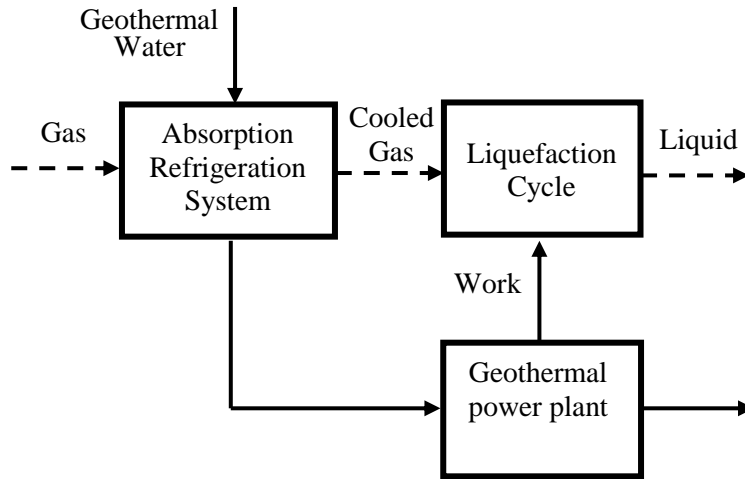 Geothermal
Water
Gas
Absorption
Refrigeration
System
Cooled
Gas
Liquefaction
Cycle
Liquid
Work
Geothermal
power plant